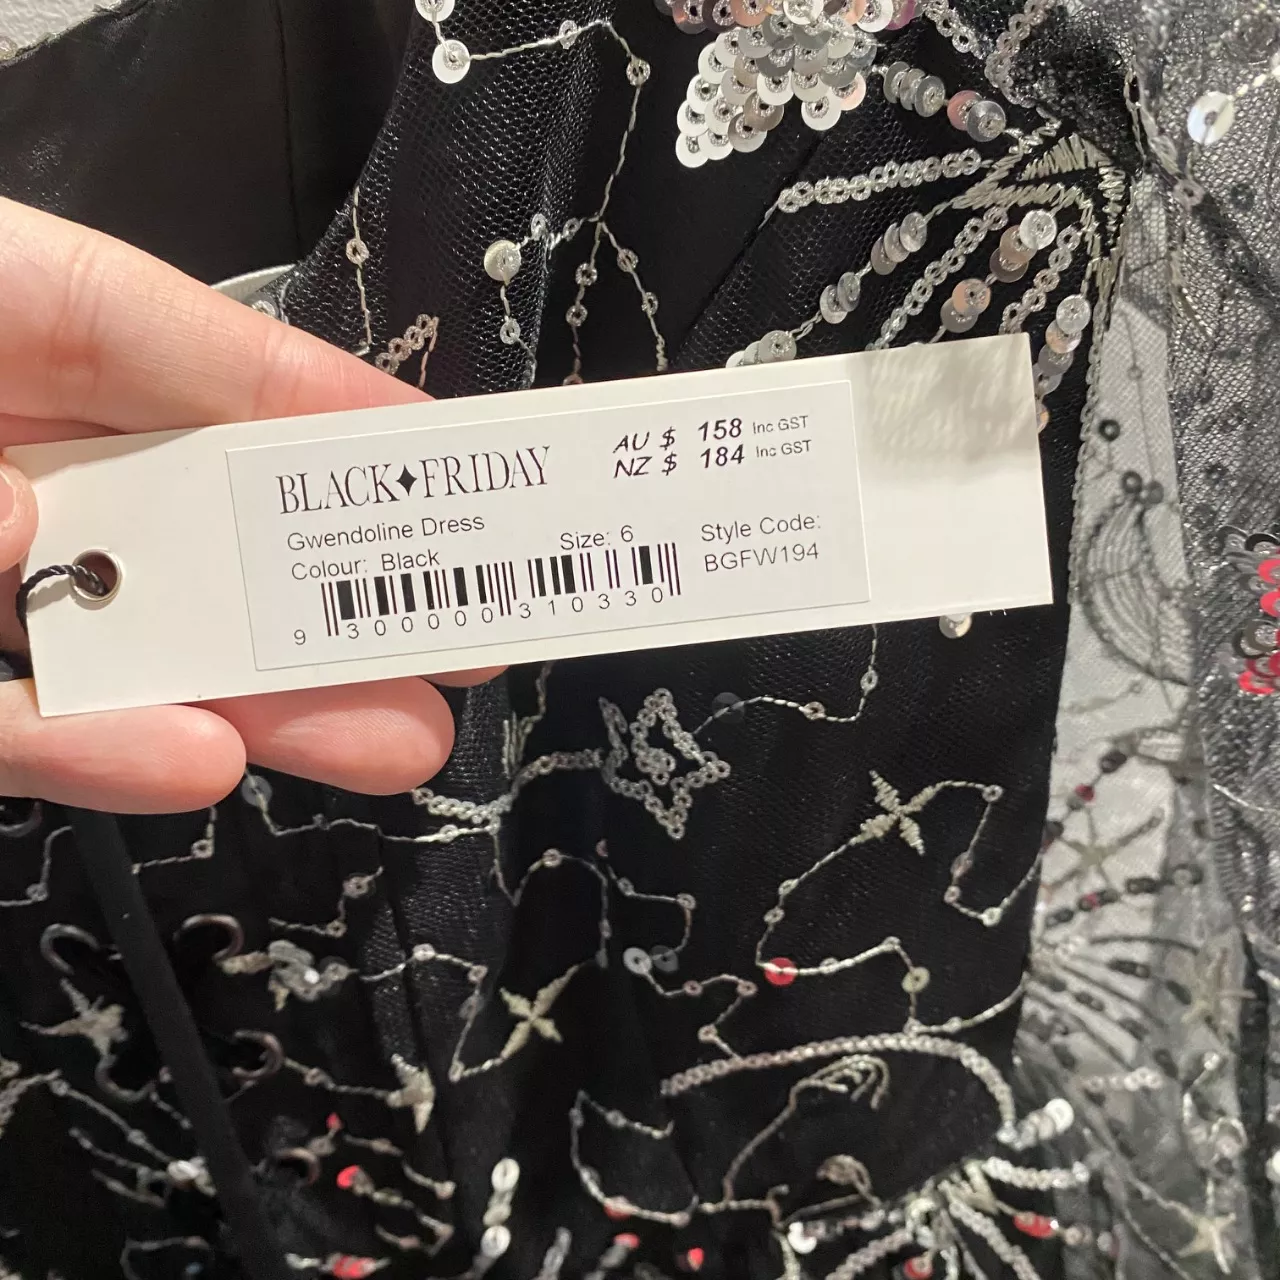 BLACK✦FRIDAY
AU $ 158 Inc GST
NZ $ 184 Inc GST
Gwendoline Dress
Colour: Black
Size: 6
Style Code:
BGFW194
9 300000 310330